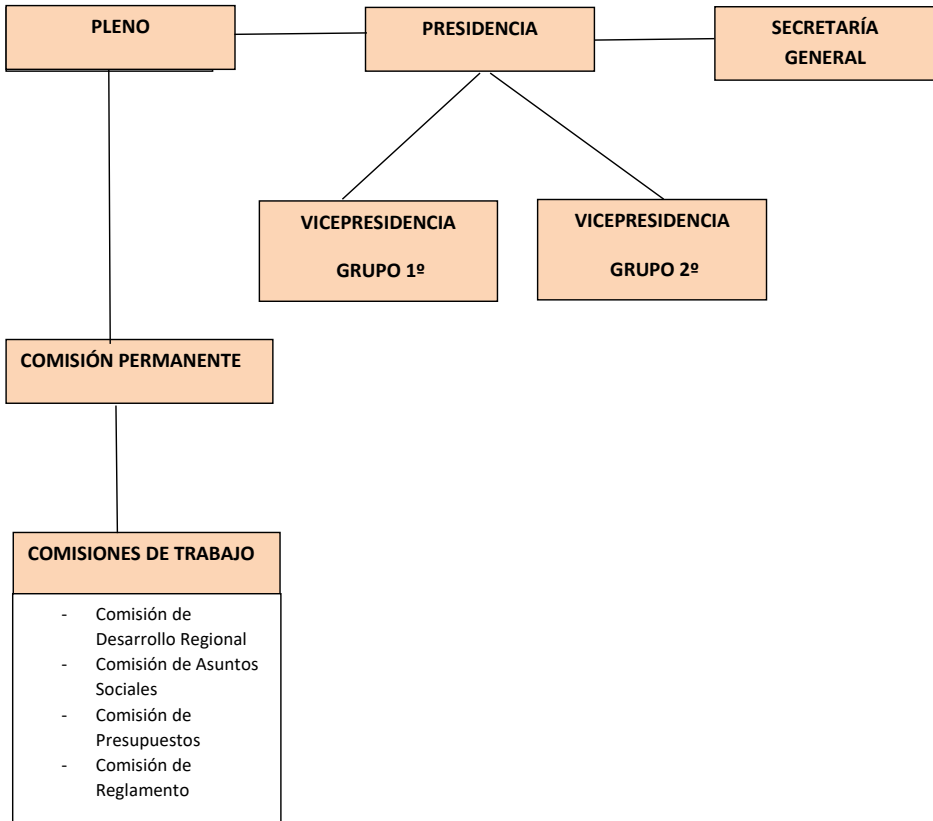 PLENO
PRESIDENCIA
SECRETARÍA
GENERAL
VICEPRESIDENCIA
GRUPO 1º
VICEPRESIDENCIA
GRUPO 2º
COMISIÓN PERMANENTE
COMISIONES DE TRABAJO
- Comisión de
Desarrollo Regional
- Comisión de Asuntos
Sociales
- Comisión de
Presupuestos
- Comisión de
Reglamento